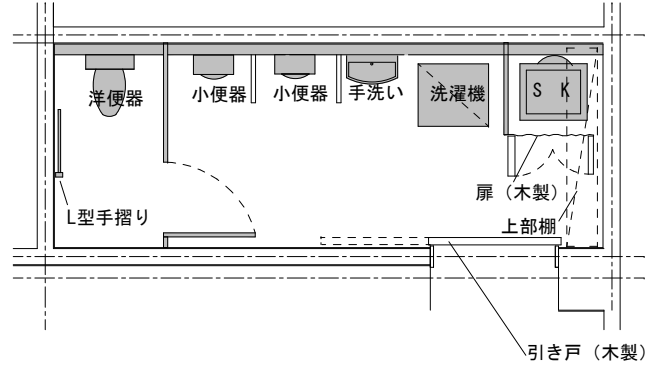 洋便器
小便器
小便器
手洗い
洗濯機
S K
L型手摺り
扉（木製）
上部棚
引き戸（木製）